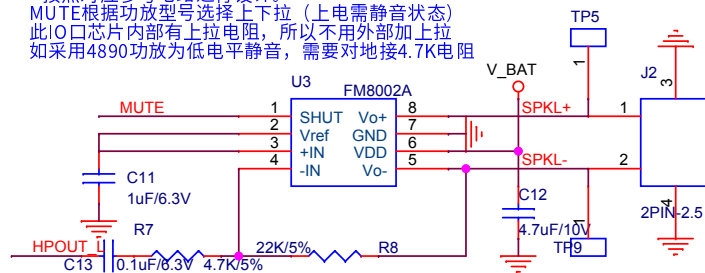 MUTE根据功放型号选择上下拉（上电需静音状态）
此IO口芯片内部有上拉电阻，所以不用外部加上拉
如采用4890功放为低电平静音，需要对地接4.7K电阻
TP5
1
V_BAT
J2
3
U3
FM8002A
MUTE
1
SHUT
Vo+
8
SPKL+
1
2
Vref
GND
7
3
+IN
VDD
6
4
-IN
Vo-
5
SPKL-
2
C11
1uF/6.3V
C12
4.7uF/10V
1
TP9
4
2PIN-2.5
R7
HPOUT_L
C13
0.1uF/6.3V
4.7K/5%
22K/5%
R8